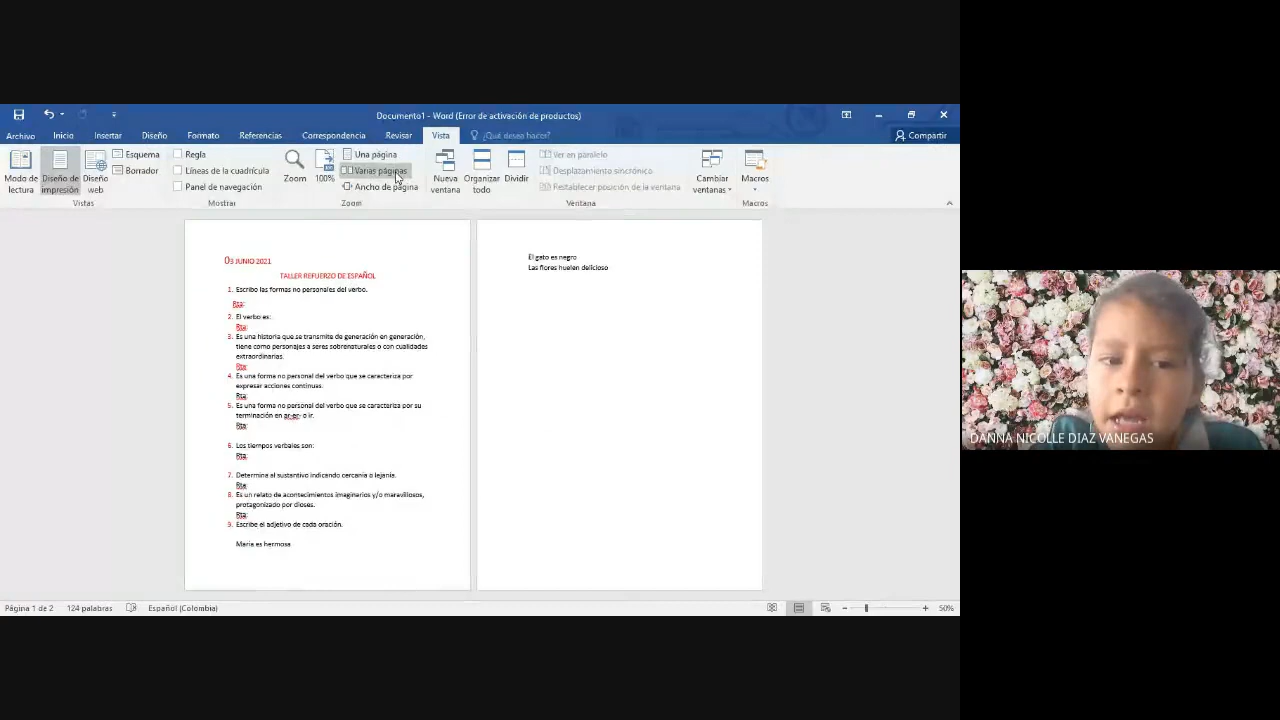 Documento1 - Word (Error de activación de productos)
Archivo Inicio Insertar Diseño Formato Referencias Correspondencia Revisar Vista ¿Qué desea hacer? Compartir
Modo de lectura
Diseño de impresión
Diseño web
Esquema
Borrador
Vistas
Regla
Líneas de la cuadrícula
Panel de navegación
Mostrar
Zoom
100%
Una página
Varias páginas
Ancho de página
Zoom
Nueva ventana
Organizar todo
Dividir
Ver en paralelo
Desplazamiento sincrónico
Restablecer posición de la ventana
Cambiar ventanas
Ventana
Macros
Macros
03 JUNIO 2021
TALLER REFUERZO DE ESPAÑOL
1. Escribo las formas no personales del verbo.
Rta:
2. El verbo es:
Rta:
3. Es una historia que se transmite de generación en generación,
tiene como personajes a seres sobrenaturales o con cualidades
extraordinarias.
Rta:
4. Es una forma no personal del verbo que se caracteriza por
expresar acciones continuas.
Rta:
5. Es una forma no personal del verbo que se caracteriza por su
terminación en ar-er- o ir.
Rta:
6. Los tiempos verbales son:
Rta:
7. Determina al sustantivo indicando cercanía o lejanía.
Rta
8. Es un relato de acontecimientos imaginarios y/o maravillosos,
protagonizado por dioses.
Rta:
9. Escribe el adjetivo de cada oración.
María es hermosa
El gato es negro
Las flores huelen delicioso
DANNA NICOLLE DIAZ VANEGAS
Página 1 de 2 124 palabras Español (Colombia) 50%